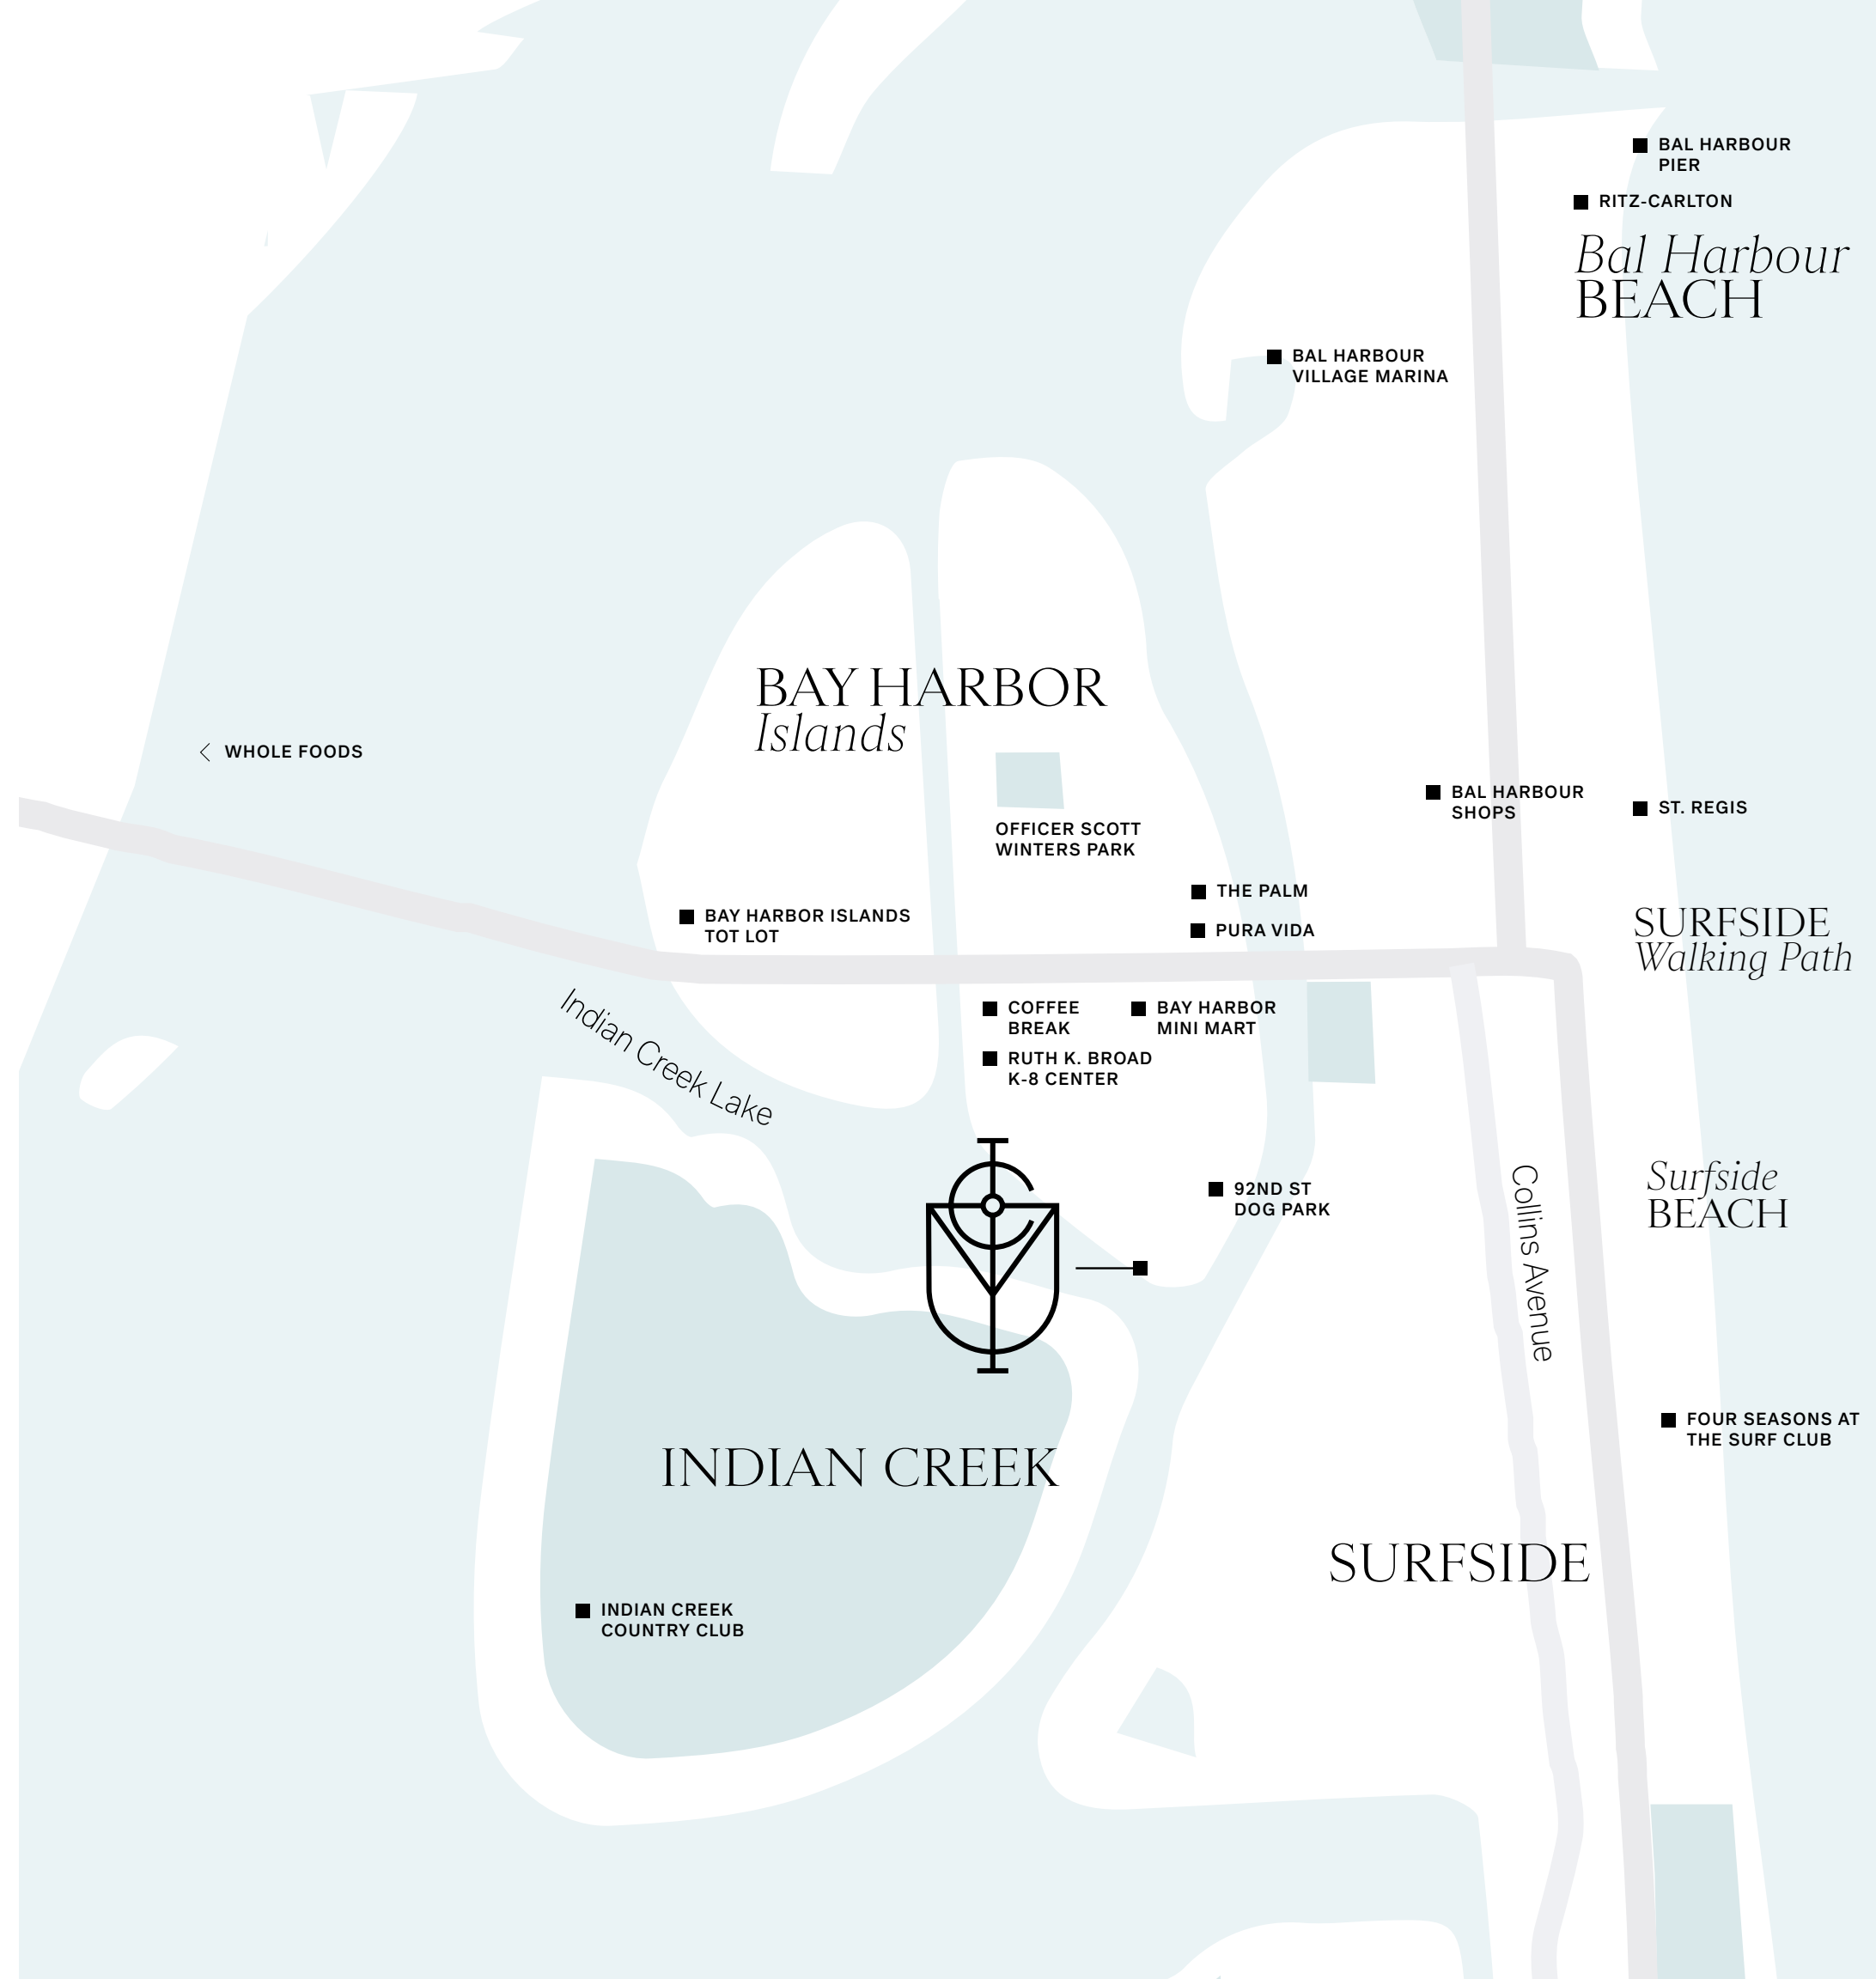 BAL HARBOUR
PIER
RITZ-CARLTON
Bal Harbour
BEACH
BAL HARBOUR
VILLAGE MARINA
BAY HARBOR
Islands
WHOLE FOODS
BAL HARBOUR
SHOPS
ST. REGIS
OFFICER SCOTT
WINTERS PARK
THE PALM
BAY HARBOR ISLANDS
TOT LOT
PURA VIDA
SURFSIDE
Walking Path
Indian Creek Lake
COFFEE
BREAK
BAY HARBOR
MINI MART
RUTH K. BROAD
K-8 CENTER
92ND ST
DOG PARK
Collins Avenue
Surfside
BEACH
FOUR SEASONS AT
THE SURF CLUB
INDIAN CREEK
SURFSIDE
INDIAN CREEK
COUNTRY CLUB